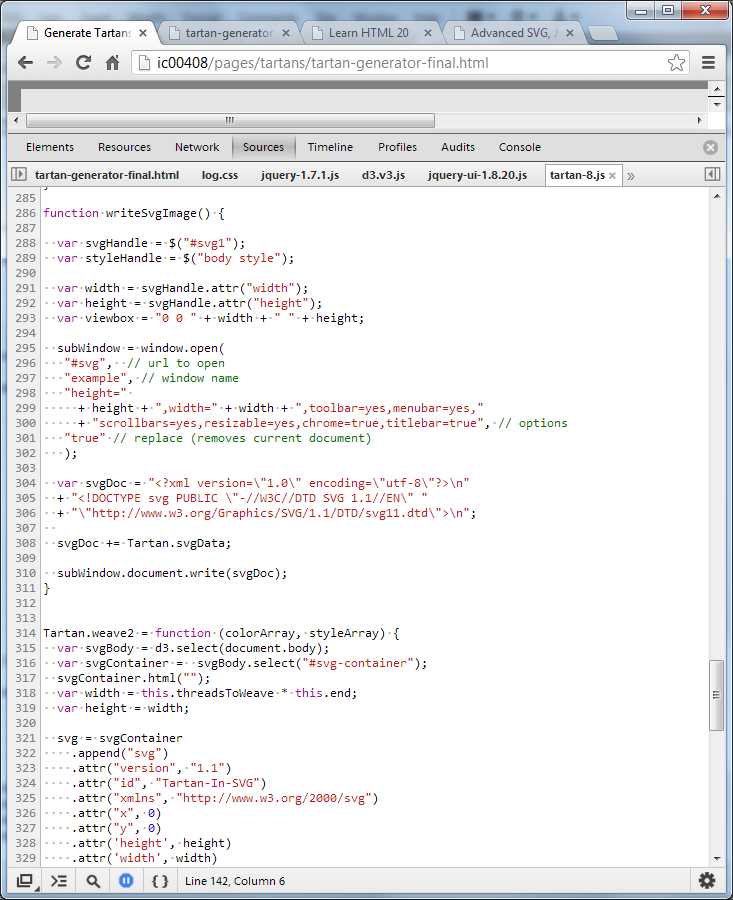 Generate Tartans
tartan-generator
Learn HTML 20
Advanced SVG, J
ic00408/pages/tartans/tartan-generator-final.html
Elements Resources Network Sources Timeline Profiles Audits Console
tartan-generator-final.html log.css jquery-1.7.1.js d3.v3.js jquery-ui-1.8.20.js tartan-8.js × »
285
286 function writeSvgImage() {
287
288 var svgHandle = $("#svg1");
289 var styleHandle = $("body style");
290
291 var width = svgHandle.attr("width");
292 var height = svgHandle.attr("height");
293 var viewbox = "0 0 " + width + " " + height;
294
295 subWindow = window.open(
296 "#svg", // url to open
297 "example", // window name
298 "height="
299 + height + ",width=" + width + ",toolbar=yes,menubar=yes,"
300 + "scrollbars=yes,resizable=yes,chrome=true,titlebar=true", // options
301 "true" // replace (removes current document)
302 );
303
304 var svgDoc = "<?xml version=\"1.0\" encoding=\"utf-8\"?>\n"
305 + "<!DOCTYPE svg PUBLIC \"-//W3C//DTD SVG 1.1//EN\" "
306 + "\"http://www.w3.org/Graphics/SVG/1.1/DTD/svg11.dtd\">\n";
307
308 svgDoc += Tartan.svgData;
309
310 subWindow.document.write(svgDoc);
311 }
312
313
314 Tartan.weave2 = function (colorArray, styleArray) {
315 var svgBody = d3.select(document.body);
316 var svgContainer = svgBody.select("#svg-container");
317 svgContainer.html("");
318 var width = this.threadsToWeave * this.end;
319 var height = width;
320
321 svg = svgContainer
322 .append("svg")
323 .attr("version", "1.1")
324 .attr("id", "Tartan-In-SVG")
325 .attr("xmlns", "http://www.w3.org/2000/svg")
326 .attr("x", 0)
327 .attr("y", 0)
328 .attr('height', height)
329 .attr('width', width)
{ } Line 142, Column 6